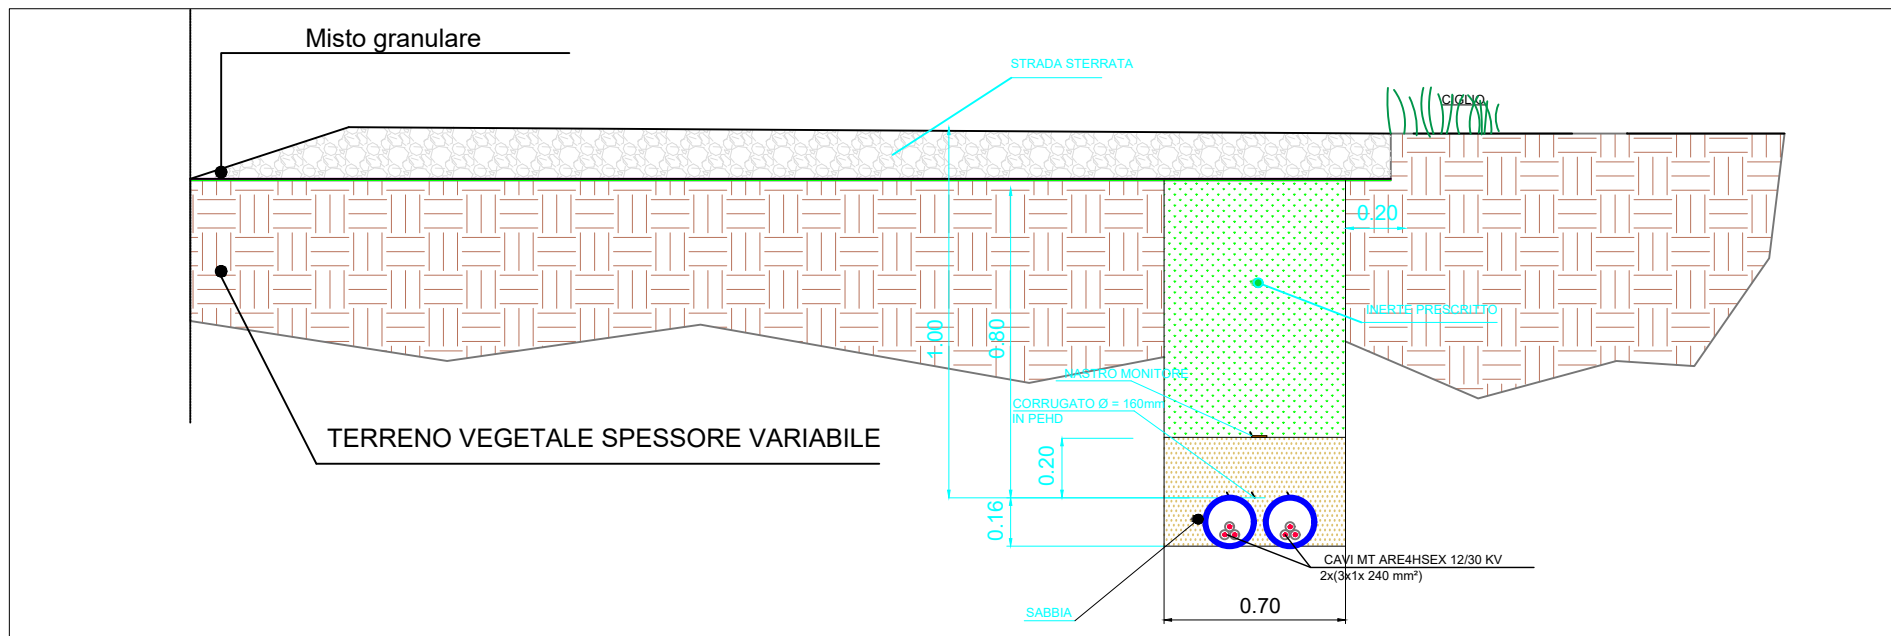 Misto granulare
STRADA STERRATA
CIGLIO
0.20
INERTE PRESCRITTO
1.00
0.80
NASTRO MONITORE
CORRUGATO Ø = 160mm
IN PEHD
TERRENO VEGETALE SPESSORE VARIABILE
0.20
0.16
CAVI MT ARE4HSEX 12/30 KV
2x(3x1x 240 mm²)
SABBIA
0.70